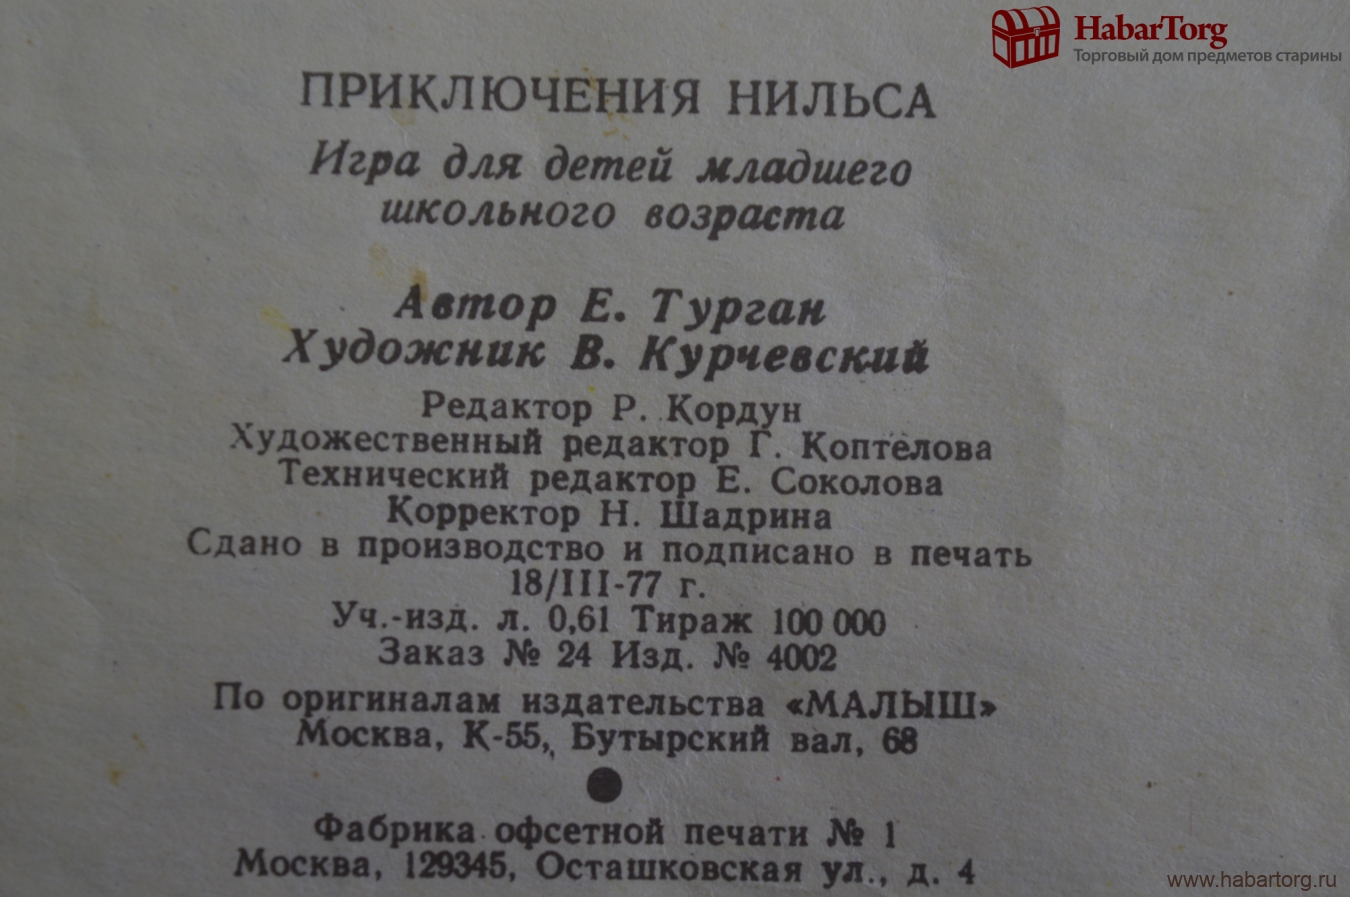 HabarTorg
Торговый дом предметов старины
ПРИКЛЮЧЕНИЯ НИЛЬСА
Игра для детей младшего
школьного возраста
Автор Е. Турган
Художник В. Курчевский
Редактор Р. Кордун
Художественный редактор Г. Коптелова
Технический редактор Е. Соколова
Корректор Н. Шадрина
Сдано в производство и подписано в печать
18/III-77 г.
Уч.-изд. л. 0,61 Тираж 100 000
Заказ № 24 Изд. № 4002
По оригиналам издательства «МАЛЫШ»
Москва, К-55, Бутырский вал, 68
Фабрика офсетной печати № 1
Москва, 129345, Осташковская ул., д. 4
www.habartorg.ru